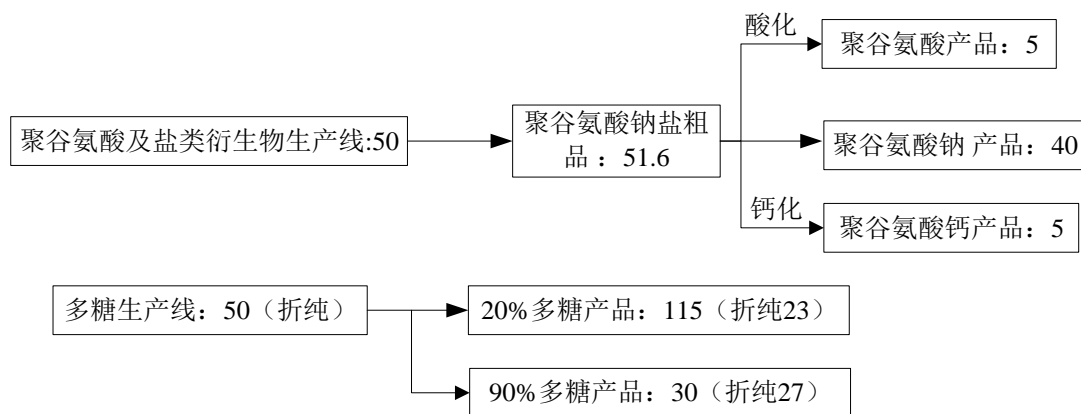 酸化
聚谷氨酸产品：5
聚谷氨酸及盐类衍生物生产线:50
聚谷氨酸钠盐粗
品 ：51.6
聚谷氨酸钠 产品：40
钙化
聚谷氨酸钙产品：5
多糖生产线：50（折纯）
20%多糖产品：115（折纯23）
90%多糖产品：30（折纯27）